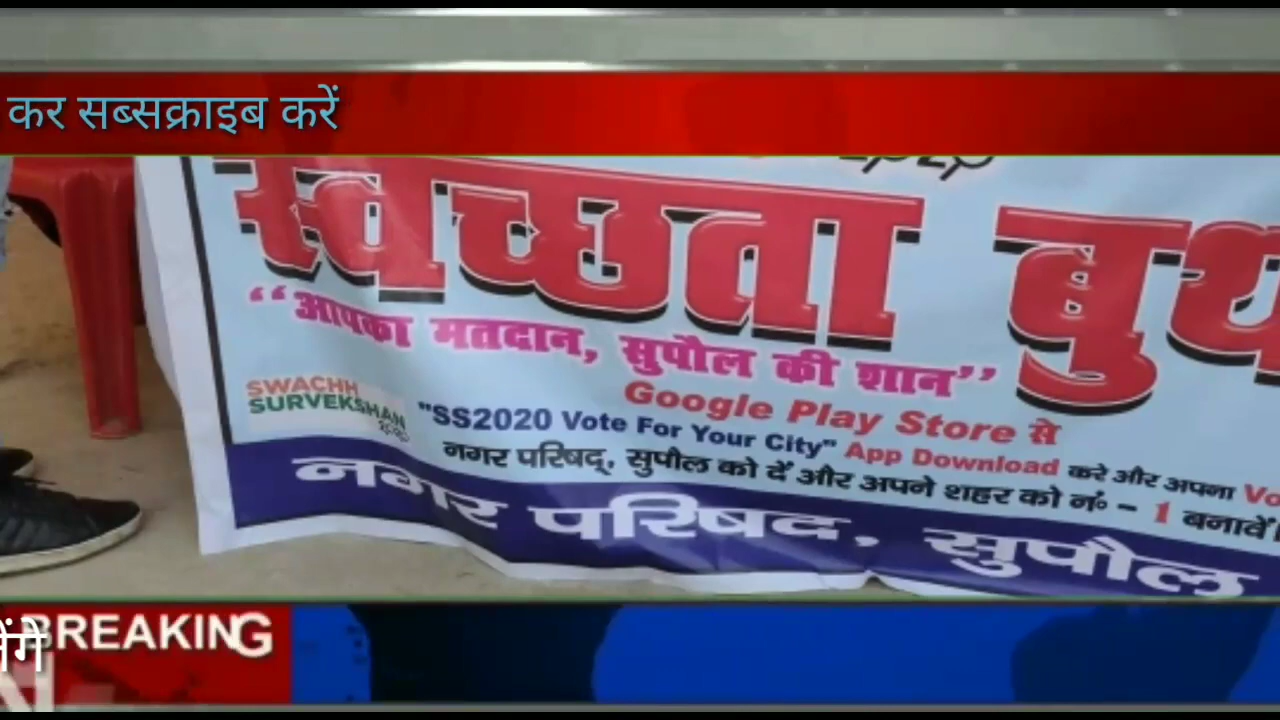 कर सब्सक्राइब करें
स्वच्छता बुथ
“आपका मतदान, सुपौल की शान”
SWACHH
SURVEKSHAN
Google Play Store से
"SS2020 Vote For Your City" App Download करे और अपना Vo
नगर परिषद्, सुपौल को दें और अपने शहर को नं॰ - 1 बनावें।
नगर परिषद, सुपौल
BREAKING